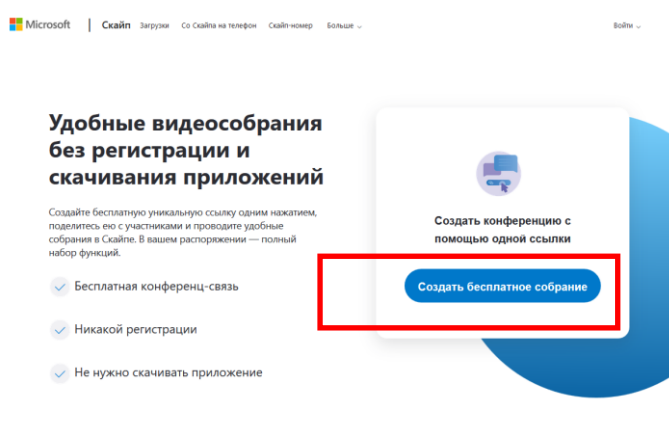 Microsoft | Скайп Загрузки Со Скайпа на телефон Скайп-номер Больше Войти
Удобные видеособрания
без регистрации и
скачивания приложений
Создайте бесплатную уникальную ссылку одним нажатием,
поделитесь ею с участниками и проводите удобные
собрания в Скайпе. В вашем распоряжении — полный
набор функций.
Бесплатная конференц-связь
Никакой регистрации
Не нужно скачивать приложение
Создать конференцию с
помощью одной ссылки
Создать бесплатное собрание